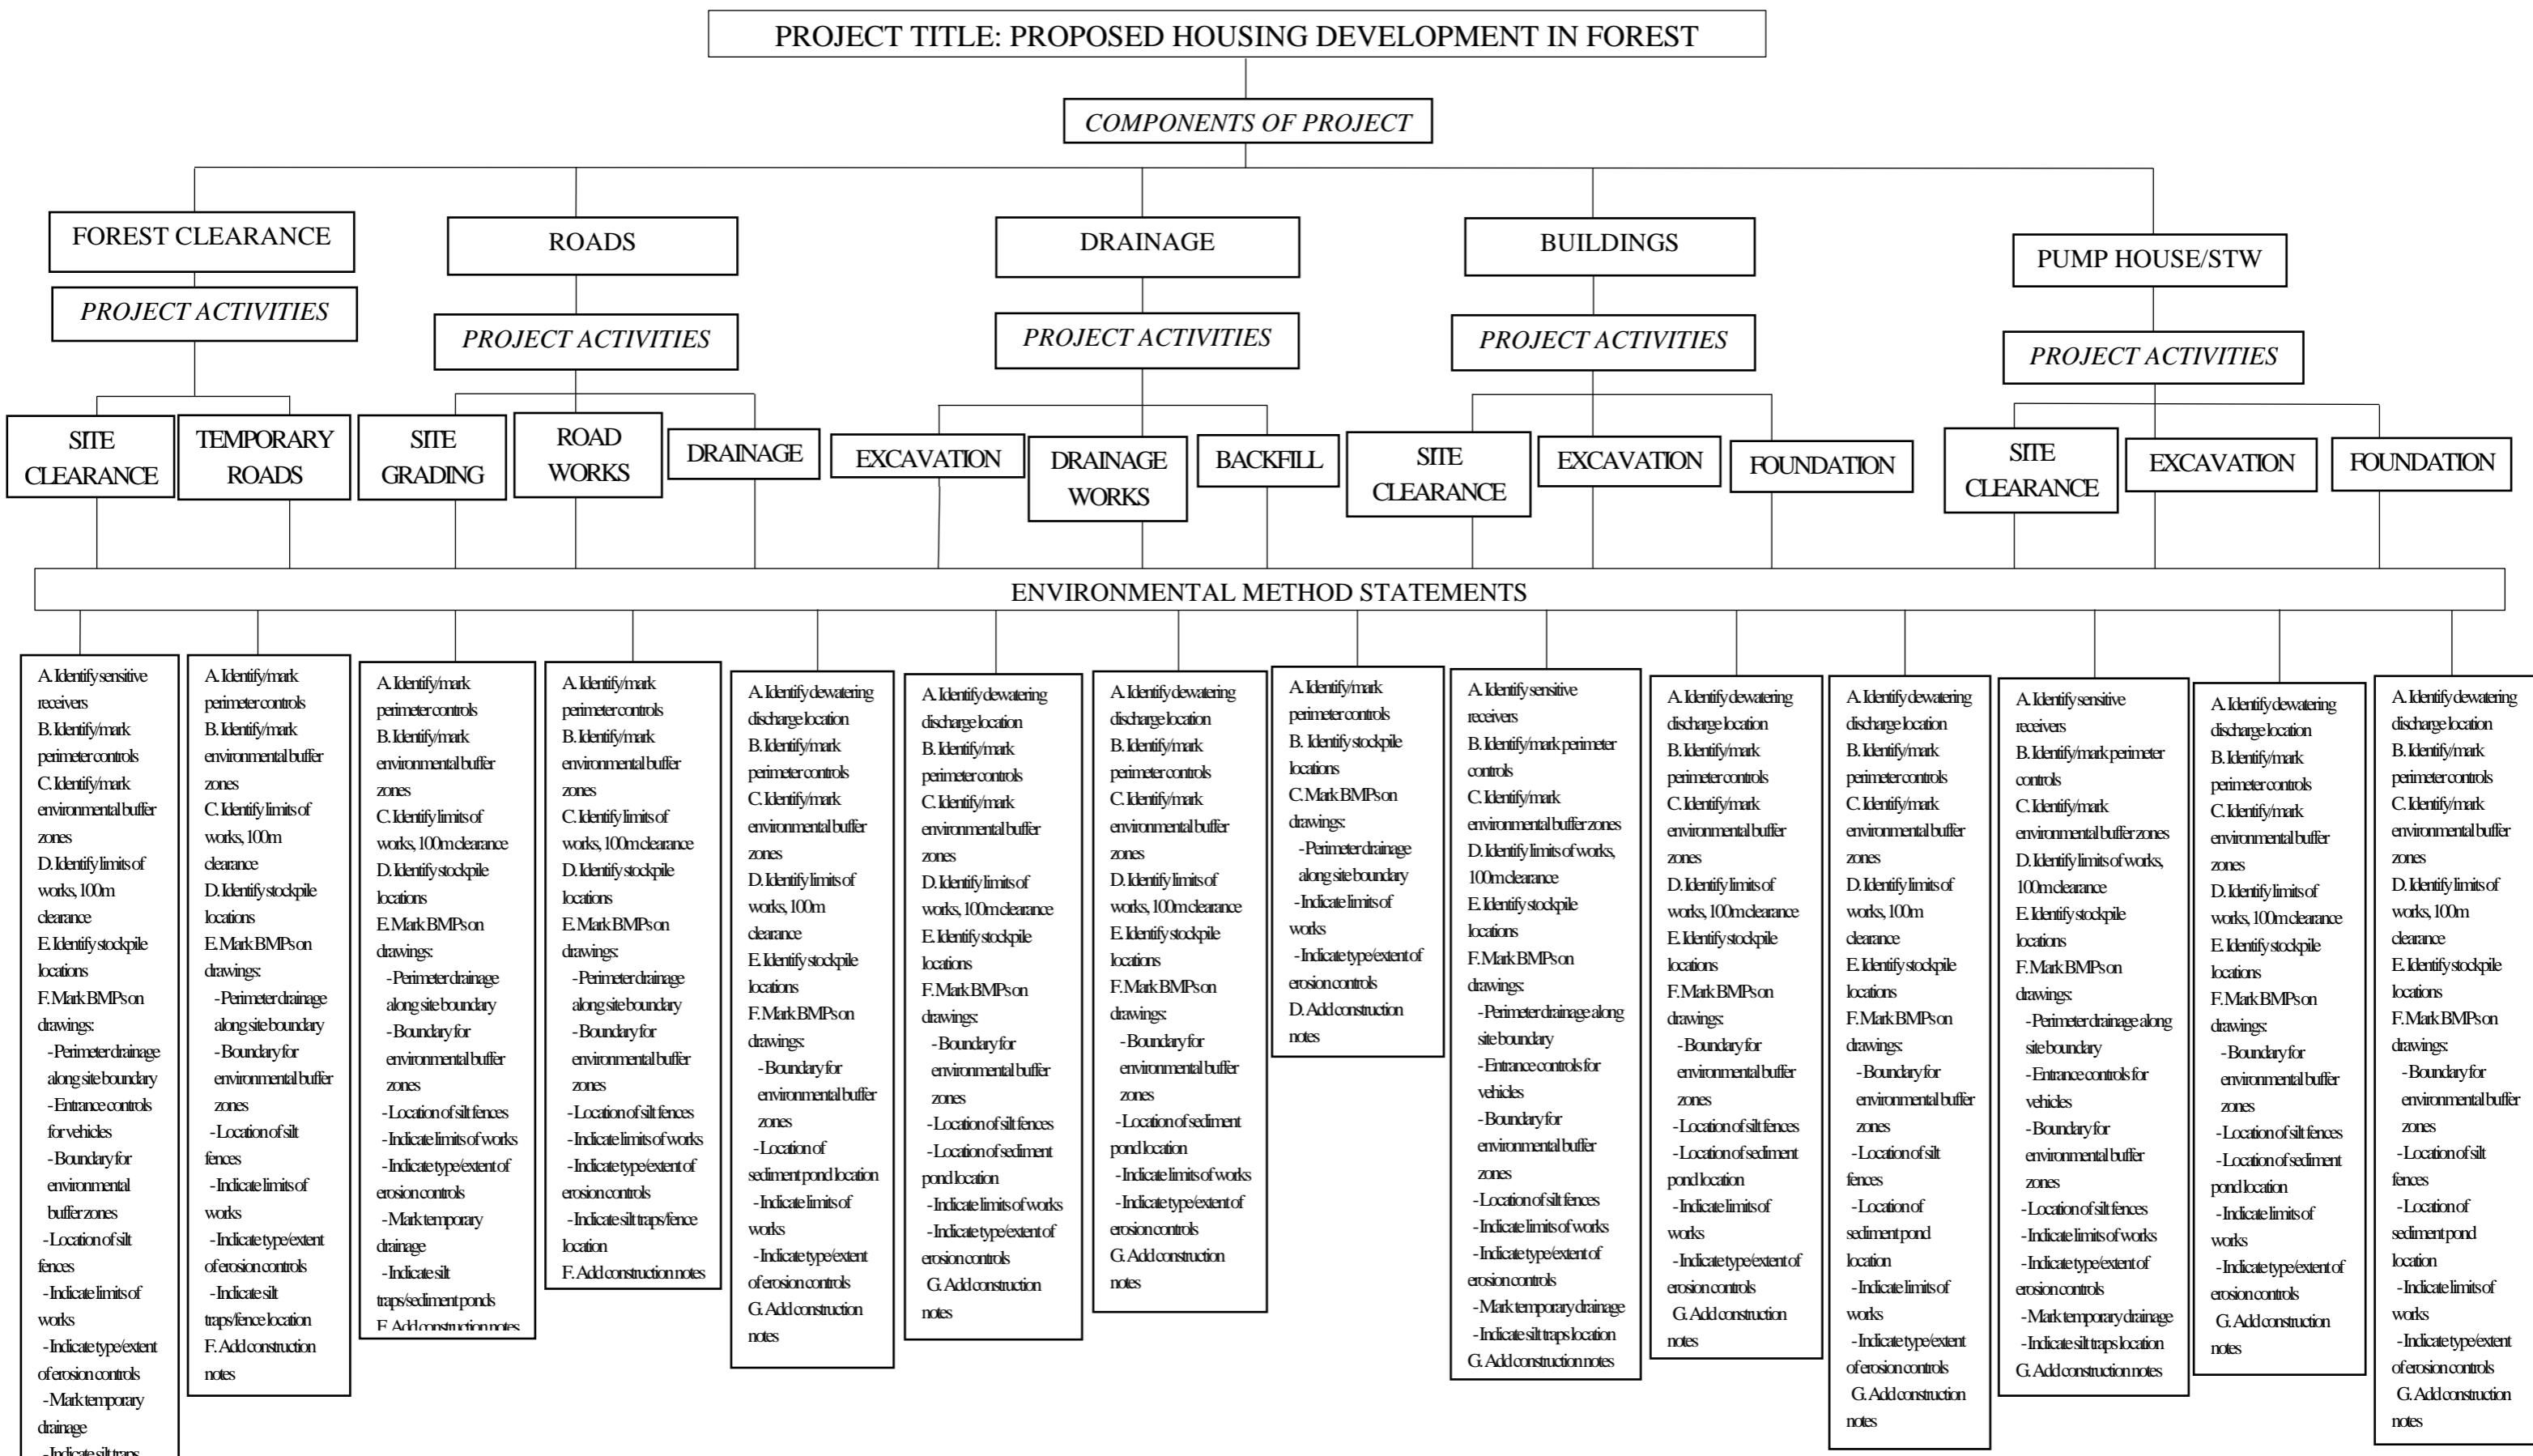 PROJECT TITLE: PROPOSED HOUSING DEVELOPMENT IN FOREST
COMPONENTS OF PROJECT
FOREST CLEARANCE
ROADS
DRAINAGE
BUILDINGS
PUMP HOUSE/STW
PROJECT ACTIVITIES
PROJECT ACTIVITIES
PROJECT ACTIVITIES
PROJECT ACTIVITIES
PROJECT ACTIVITIES
SITE
CLEARANCE
TEMPORARY
ROADS
SITE
GRADING
ROAD
WORKS
DRAINAGE
EXCAVATION
DRAINAGE
WORKS
BACKFILL
SITE
CLEARANCE
EXCAVATION
FOUNDATION
SITE
CLEARANCE
EXCAVATION
FOUNDATION
ENVIRONMENTAL METHOD STATEMENTS
A. Identify sensitive
receivers
B. Identify/mark
perimeter controls
C. Identify/mark
environmental buffer
zones
D. Identify limits of
works, 100m
clearance
E. Identify stockpile
locations
F. Mark BMPs on
drawings:
- Perimeter drainage
along site boundary
- Entrance controls
for vehicles
- Boundary for
environmental
buffer zones
- Location of silt
fences
- Indicate limits of
works
- Indicate type/extent
of erosion controls
- Mark temporary
drainage
- Indicate silt traps
A. Identify/mark
perimeter controls
B. Identify/mark
environmental buffer
zones
C. Identify limits of
works, 100m
clearance
D. Identify stockpile
locations
E. Mark BMPs on
drawings:
- Perimeter drainage
along site boundary
- Boundary for
environmental buffer
zones
- Location of silt
fences
- Indicate limits of
works
- Indicate type/extent
of erosion controls
- Indicate silt
traps/fence location
F. Add construction
notes
A. Identify/mark
perimeter controls
B. Identify/mark
environmental buffer
zones
C. Identify limits of
works, 100m clearance
D. Identify stockpile
locations
E. Mark BMPs on
drawings:
- Perimeter drainage
along site boundary
- Boundary for
environmental buffer
zones
- Location of silt fences
- Indicate limits of works
- Indicate type/extent of
erosion controls
- Mark temporary
drainage
- Indicate silt
traps/sediment ponds
F. Add construction notes
A. Identify/mark
perimeter controls
B. Identify/mark
environmental buffer
zones
C. Identify limits of
works, 100m clearance
D. Identify stockpile
locations
E. Mark BMPs on
drawings:
- Perimeter drainage
along site boundary
- Boundary for
environmental buffer
zones
- Location of silt fences
- Indicate limits of works
- Indicate type/extent of
erosion controls
- Indicate silt traps/fence
location
F. Add construction notes
A. Identify dewatering
discharge location
B. Identify/mark
perimeter controls
C. Identify/mark
environmental buffer
zones
D. Identify limits of
works, 100m
clearance
E. Identify stockpile
locations
F. Mark BMPs on
drawings:
- Boundary for
environmental buffer
zones
- Location of
sediment pond location
- Indicate limits of
works
- Indicate type/extent
of erosion controls
G. Add construction
notes
A. Identify dewatering
discharge location
B. Identify/mark
perimeter controls
C. Identify/mark
environmental buffer
zones
D. Identify limits of
works, 100m clearance
E. Identify stockpile
locations
F. Mark BMPs on
drawings:
- Boundary for
environmental buffer
zones
- Location of silt fences
- Location of sediment
pond location
- Indicate limits of works
- Indicate type/extent of
erosion controls
G. Add construction
notes
A. Identify dewatering
discharge location
B. Identify/mark
perimeter controls
C. Identify/mark
environmental buffer
zones
D. Identify limits of
works, 100m clearance
E. Identify stockpile
locations
F. Mark BMPs on
drawings:
- Boundary for
environmental buffer
zones
- Location of sediment
pond location
- Indicate limits of works
- Indicate type/extent of
erosion controls
G. Add construction
notes
A. Identify/mark
perimeter controls
B. Identify stockpile
locations
C. Mark BMPs on
drawings:
- Perimeter drainage
along site boundary
- Indicate limits of
works
- Indicate type/extent of
erosion controls
D. Add construction
notes
A. Identify sensitive
receivers
B. Identify/mark perimeter
controls
C. Identify/mark
environmental buffer zones
D. Identify limits of works,
100m clearance
E. Identify stockpile
locations
F. Mark BMPs on
drawings:
- Perimeter drainage along
site boundary
- Entrance controls for
vehicles
- Boundary for
environmental buffer
zones
- Location of silt fences
- Indicate limits of works
- Indicate type/extent of
erosion controls
- Mark temporary drainage
- Indicate silt traps location
G. Add construction notes
A. Identify dewatering
discharge location
B. Identify/mark
perimeter controls
C. Identify/mark
environmental buffer
zones
D. Identify limits of
works, 100m clearance
E. Identify stockpile
locations
F. Mark BMPs on
drawings:
- Boundary for
environmental buffer
zones
- Location of silt fences
- Location of sediment
pond location
- Indicate limits of
works
- Indicate type/extent of
erosion controls
G. Add construction
notes
A. Identify dewatering
discharge location
B. Identify/mark
perimeter controls
C. Identify/mark
environmental buffer
zones
D. Identify limits of
works, 100m
clearance
E. Identify stockpile
locations
F. Mark BMPs on
drawings:
- Boundary for
environmental buffer
zones
- Location of silt
fences
- Location of
sediment pond
location
- Indicate limits of
works
- Indicate type/extent
of erosion controls
G. Add construction
notes
A. Identify sensitive
receivers
B. Identify/mark perimeter
controls
C. Identify/mark
environmental buffer zones
D. Identify limits of works,
100m clearance
E. Identify stockpile
locations
F. Mark BMPs on
drawings:
- Perimeter drainage along
site boundary
- Entrance controls for
vehicles
- Boundary for
environmental buffer
zones
- Location of silt fences
- Indicate limits of works
- Indicate type/extent of
erosion controls
- Mark temporary drainage
- Indicate silt traps location
G. Add construction notes
A. Identify dewatering
discharge location
B. Identify/mark
perimeter controls
C. Identify/mark
environmental buffer
zones
D. Identify limits of
works, 100m clearance
E. Identify stockpile
locations
F. Mark BMPs on
drawings:
- Boundary for
environmental buffer
zones
- Location of silt fences
- Location of sediment
pond location
- Indicate limits of
works
- Indicate type/extent of
erosion controls
G. Add construction
notes
A. Identify dewatering
discharge location
B. Identify/mark
perimeter controls
C. Identify/mark
environmental buffer
zones
D. Identify limits of
works, 100m
clearance
E. Identify stockpile
locations
F. Mark BMPs on
drawings:
- Boundary for
environmental buffer
zones
- Location of silt
fences
- Location of
sediment pond
location
- Indicate limits of
works
- Indicate type/extent
of erosion controls
G. Add construction
notes